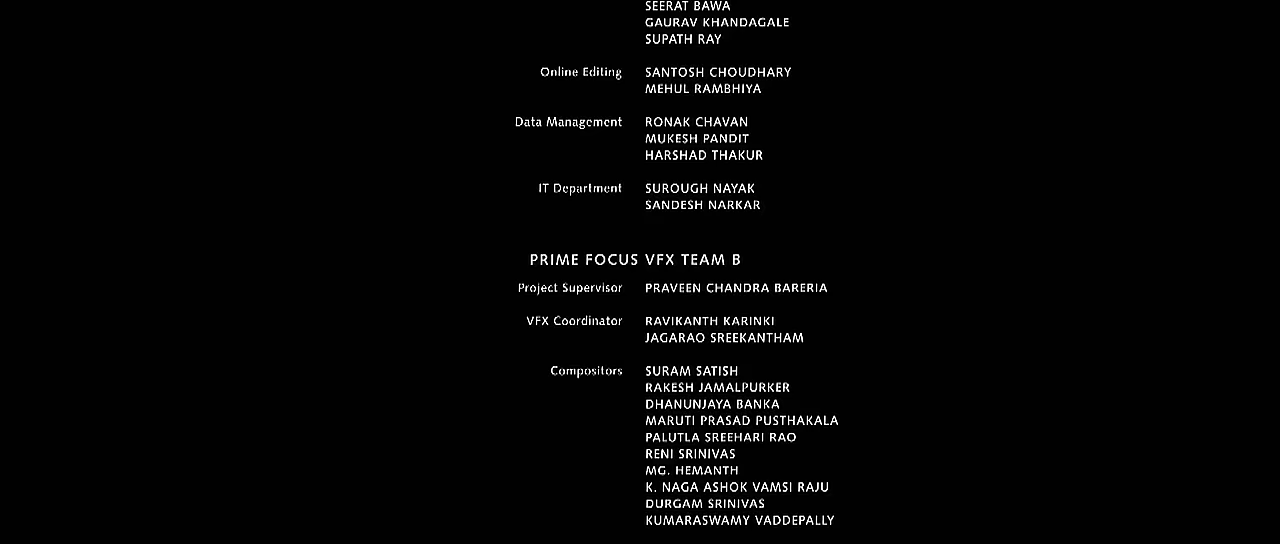 SEERAT BAWA
GAURAV KHANDAGALE
SUPATH RAY
Online Editing SANTOSH CHOUDHARY
MEHUL RAMBHIYA
Data Management RONAK CHAVAN
MUKESH PANDIT
HARSHAD THAKUR
IT Department SUROUGH NAYAK
SANDESH NARKAR
PRIME FOCUS VFX TEAM B
Project Supervisor PRAVEEN CHANDRA BARERIA
VFX Coordinator RAVIKANTH KARINKI
JAGARAO SREEKANTHAM
Compositors SURAM SATISH
RAKESH JAMALPURKER
DHANUNJAYA BANKA
MARUTI PRASAD PUSTHAKALA
PALUTLA SREEHARI RAO
RENI SRINIVAS
MG. HEMANTH
K. NAGA ASHOK VAMSI RAJU
DURGAM SRINIVAS
KUMARASWAMY VADDEPALLY